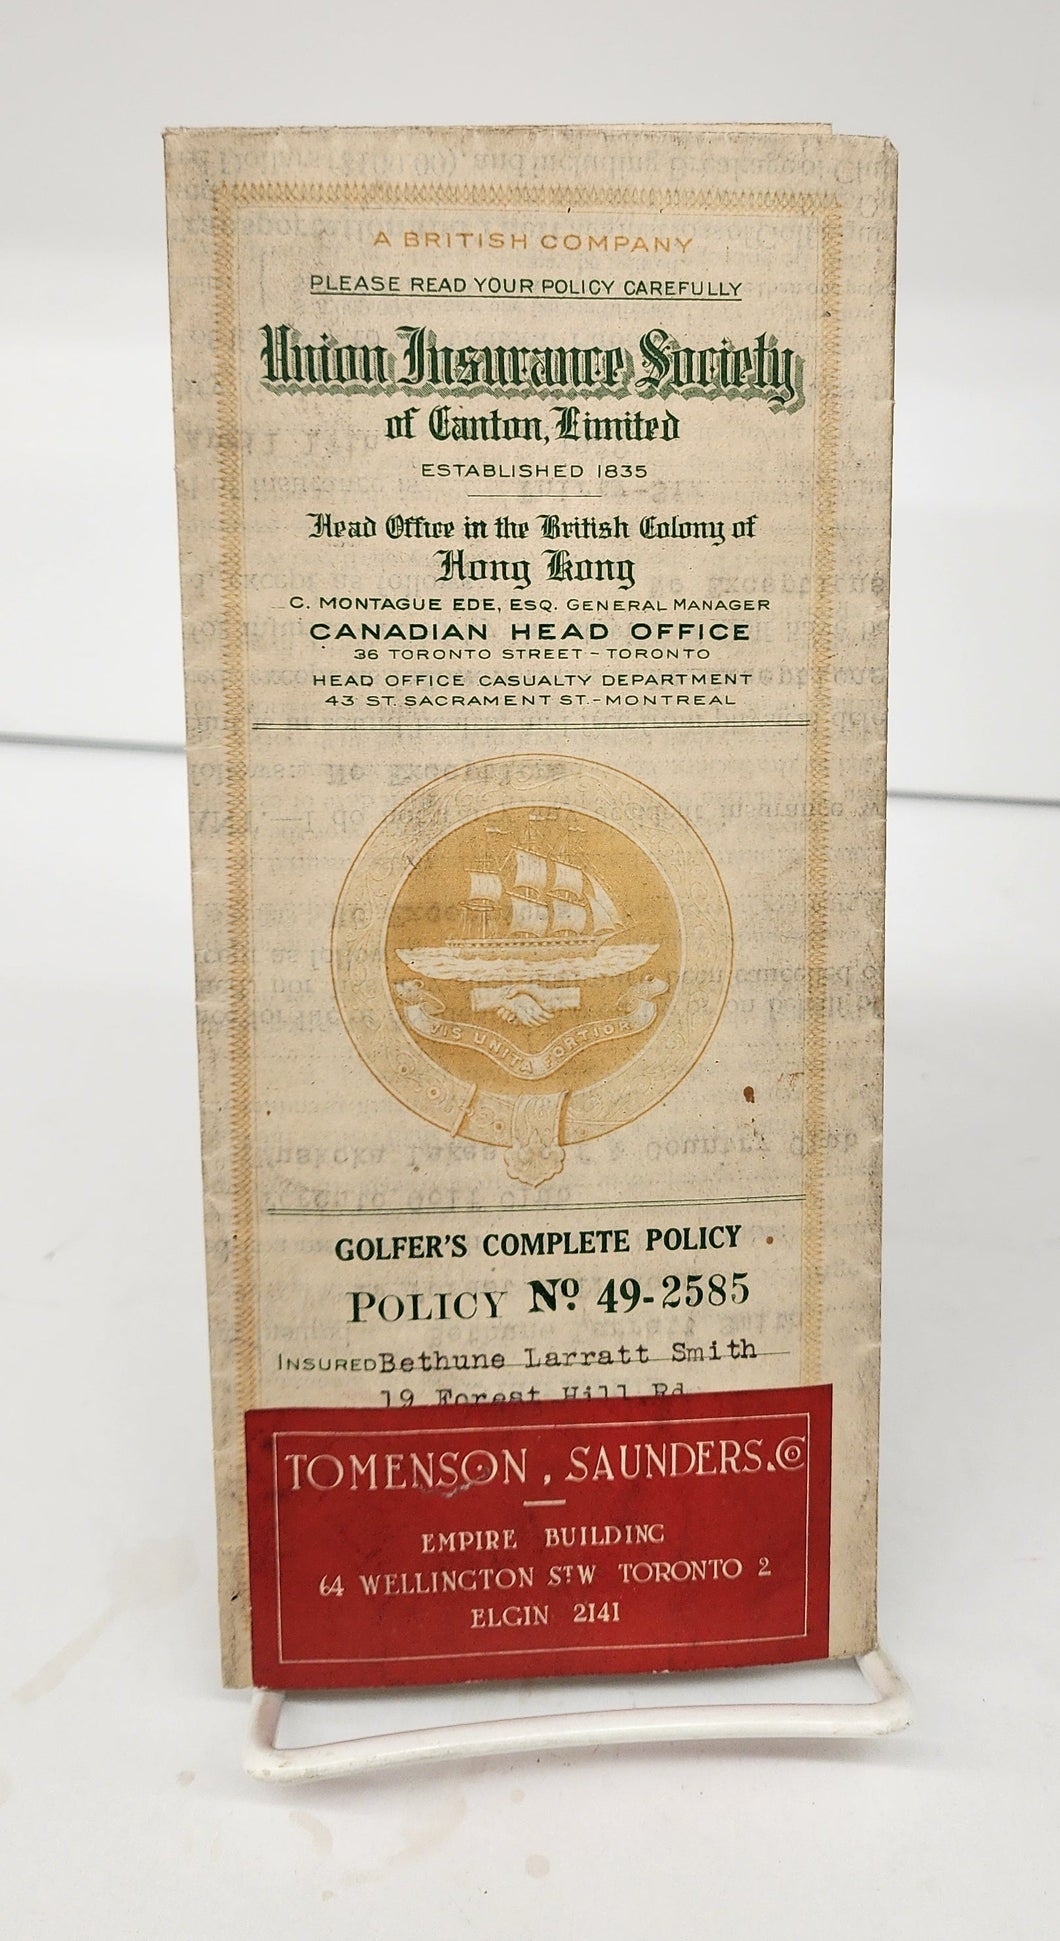 A BRITISH COMPANY
PLEASE READ YOUR POLICY CAREFULLY
Union Insurance Society
of Canton, Limited
ESTABLISHED 1835
Head Office in the British Colony of
Hong Kong
C. MONTAGUE EDE, ESQ. GENERAL MANAGER
CANADIAN HEAD OFFICE
36 TORONTO STREET - TORONTO
HEAD OFFICE CASUALTY DEPARTMENT
43 ST. SACRAMENT ST. - MONTREAL
VIS UNITA FORTIOR
GOLFER'S COMPLETE POLICY
POLICY No. 49-2585
INSURED Bethune Larratt Smith
19 Forest Hill Rd
TOMENSON, SAUNDERS. Co
EMPIRE BUILDING
64 WELLINGTON ST W TORONTO 2
ELGIN 2141